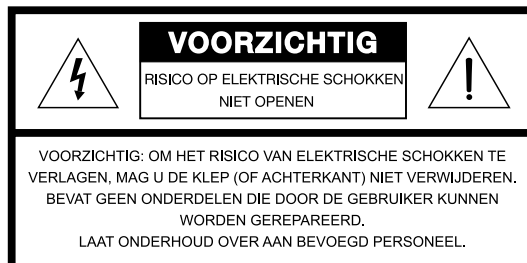 VOORZICHTIG
RISICO OP ELEKTRISCHE SCHOKKEN
NIET OPENEN
VOORZICHTIG: OM HET RISICO VAN ELEKTRISCHE SCHOKKEN TE
VERLAGEN, MAG U DE KLEP (OF ACHTERKANT) NIET VERWIJDEREN.
BEVAT GEEN ONDERDELEN DIE DOOR DE GEBRUIKER KUNNEN
WORDEN GEREPAREERD.
LAAT ONDERHOUD OVER AAN BEVOEGD PERSONEEL.